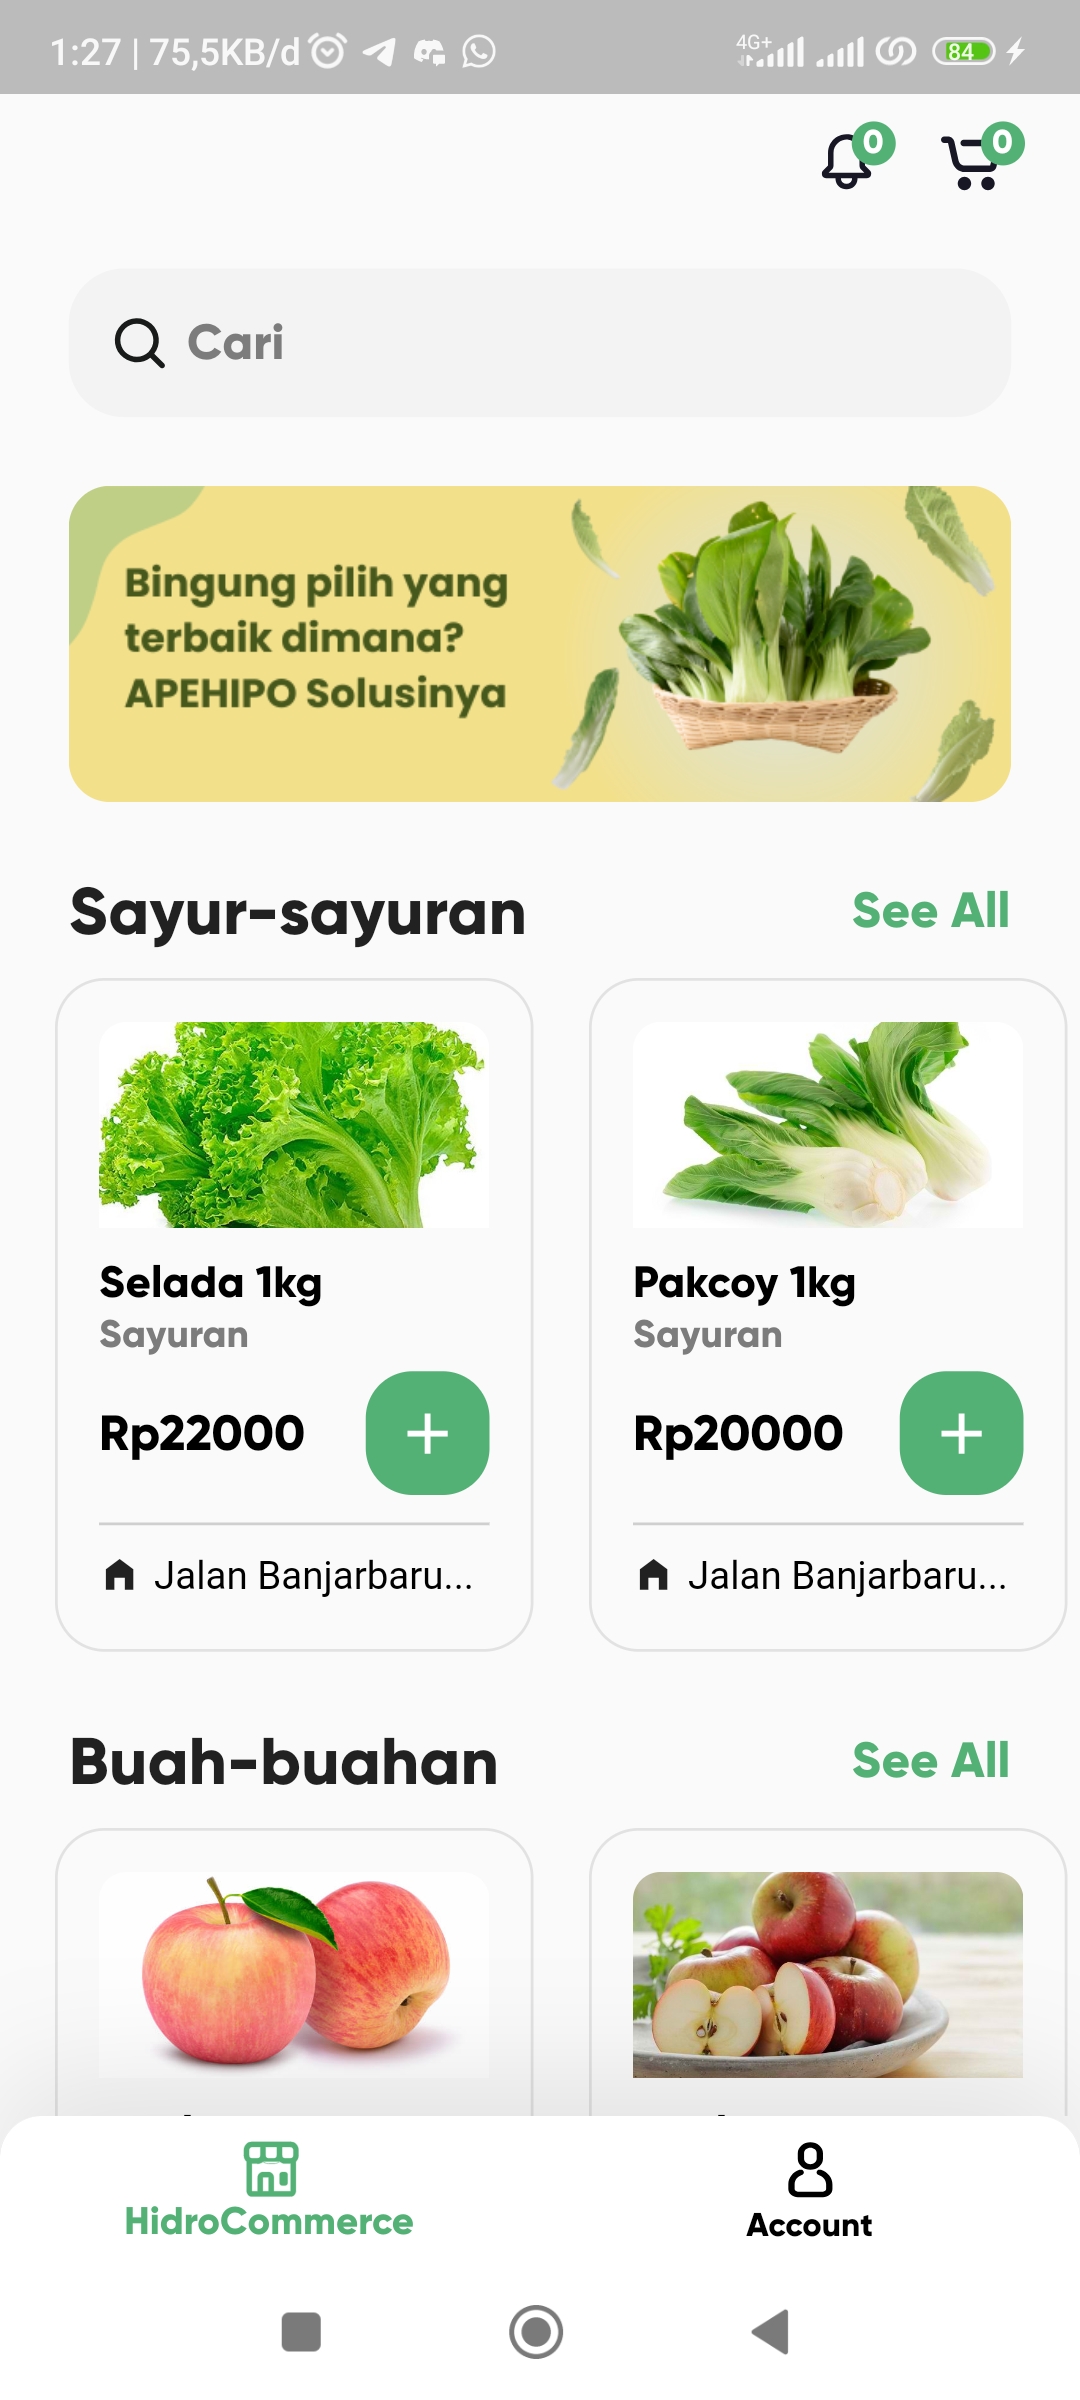 1:27 | 75,5KB/d
4G+
84
0
0
Cari
Bingung pilih yang
terbaik dimana?
APEHIPO Solusinya
Sayur-sayuran
See All
Selada 1kg
Sayuran
Rp22000
Jalan Banjarbaru...
Pakcoy 1kg
Sayuran
Rp20000
Jalan Banjarbaru...
Buah-buahan
See All
HidroCommerce
Account